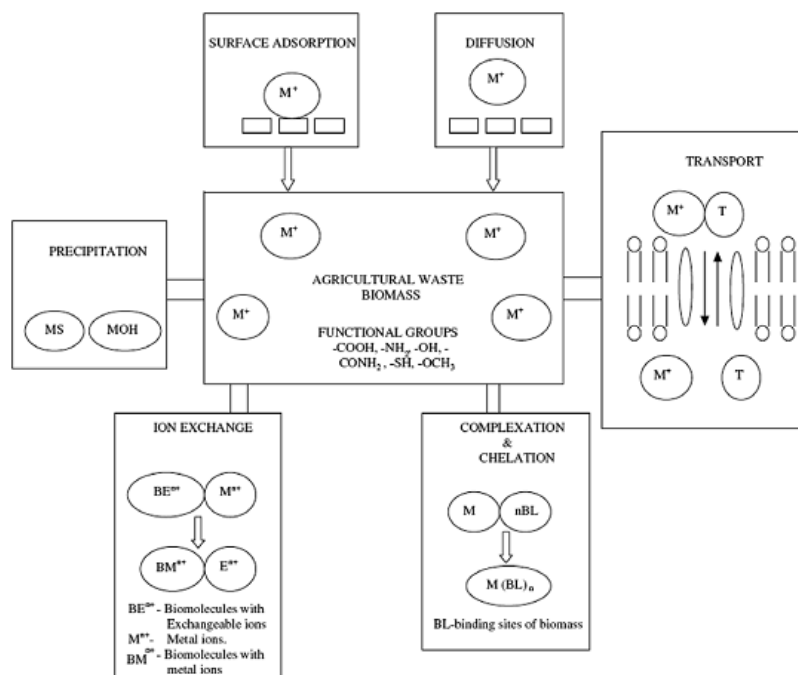 SURFACE ADSORPTION
M⁺
DIFFUSION
M⁺
TRANSPORT
M⁺ T
M⁺ T
PRECIPITATION
MS MOH
M⁺ M⁺
AGRICULTURAL WASTE
BIOMASS
M⁺ M⁺
FUNCTIONAL GROUPS
-COOH, -NH₂, -OH, -
CONH₂, -SH, -OCH₃
ION EXCHANGE
BEⁿ⁺ Mⁿ⁺
BMⁿ⁺ Eⁿ⁺
BEⁿ⁺ - Biomolecules with
Exchangeable ions
Mⁿ⁺- Metal ions.
BMⁿ⁺ - Biomolecules with
metal ions
COMPLEXATION
&
CHELATION
M nBL
M (BL)ₙ
BL-binding sites of biomass